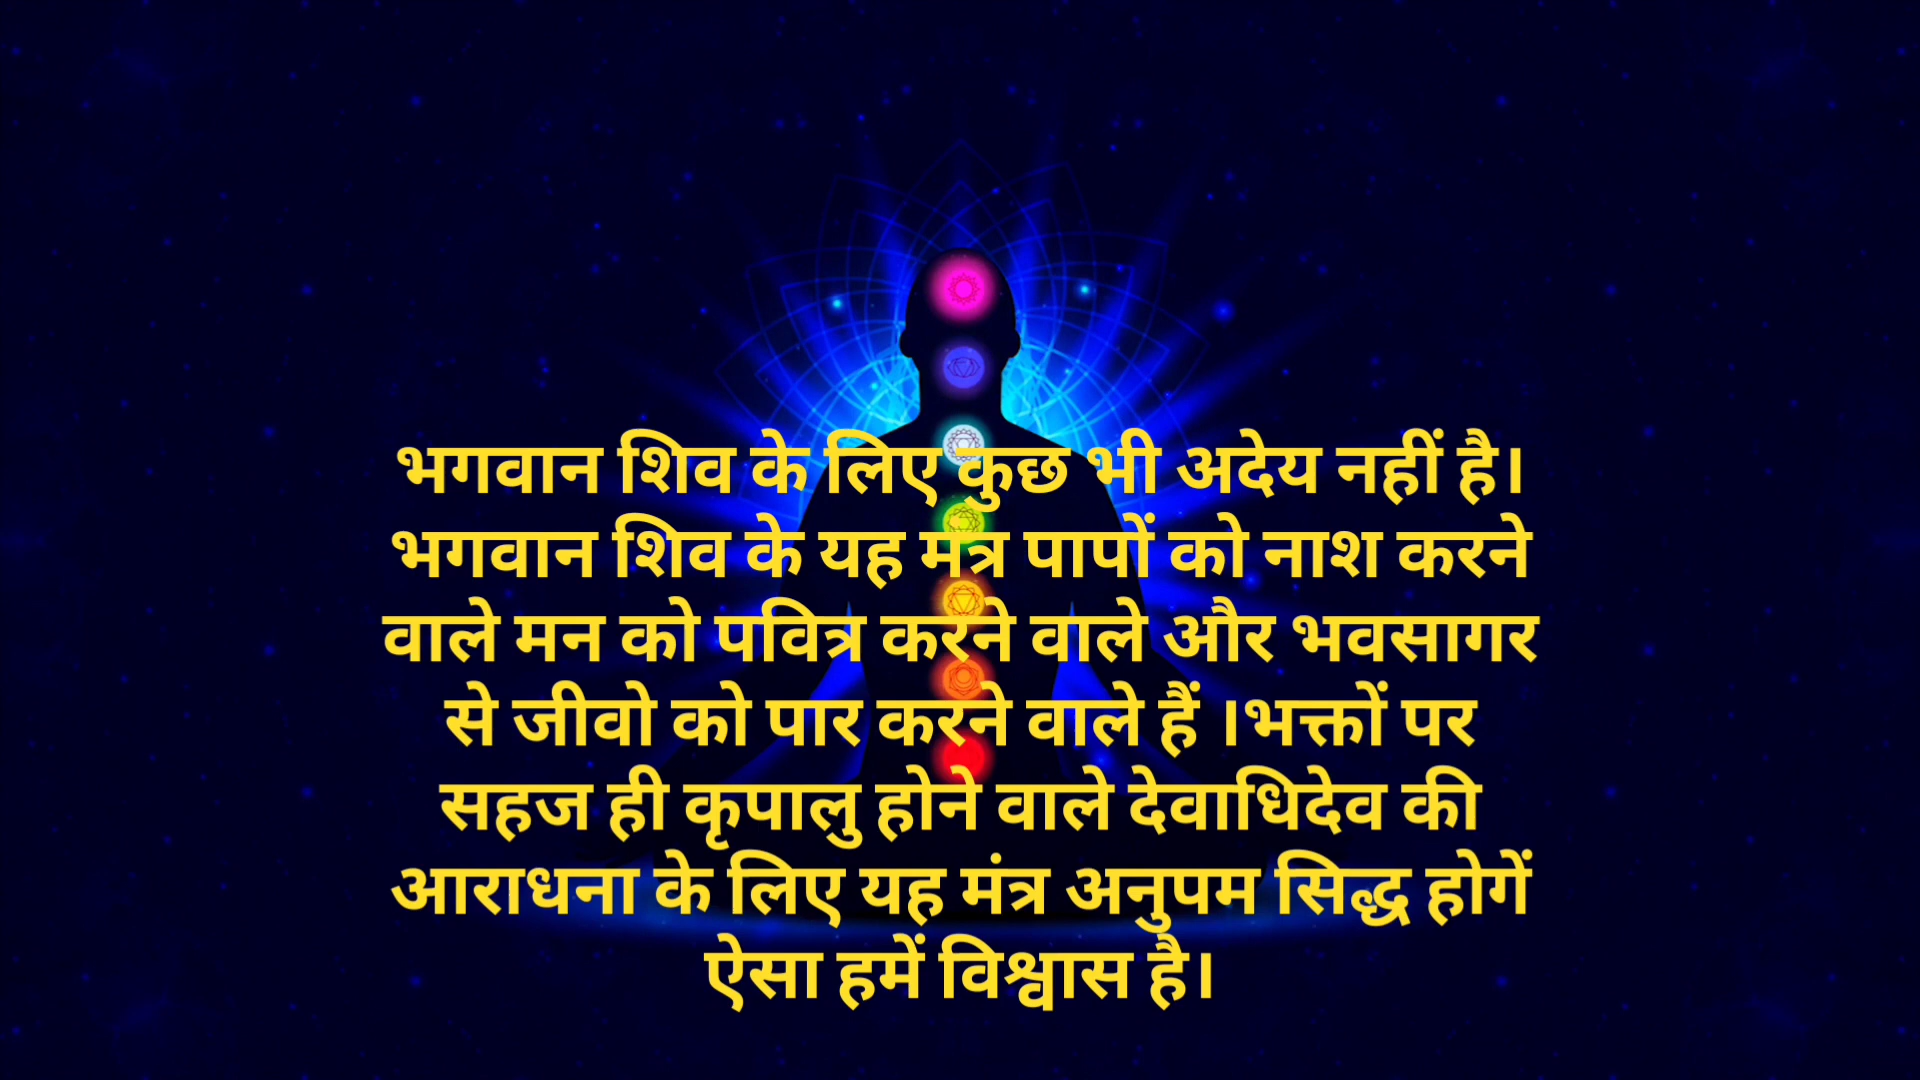 भगवान शिव के लिए कुछ भी अदेय नहीं है।
भगवान शिव के यह मंत्र पापों को नाश करने
वाले मन को पवित्र करने वाले और भवसागर
से जीवो को पार करने वाले हैं ।भक्तों पर
सहज ही कृपालु होने वाले देवाधिदेव की
आराधना के लिए यह मंत्र अनुपम सिद्ध होगें
ऐसा हमें विश्वास है।